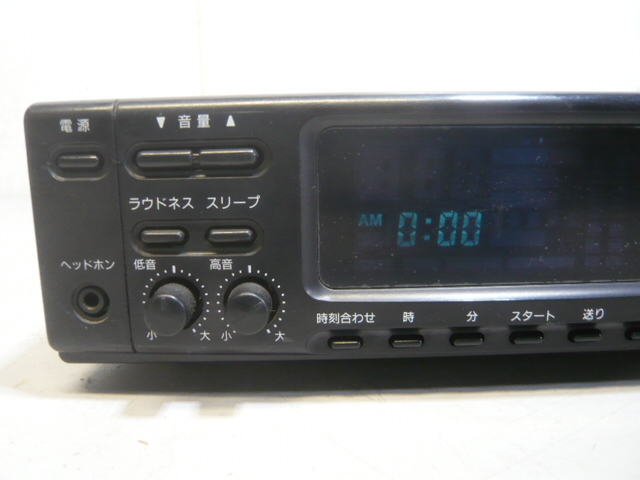 電源
▼ 音量 ▲
ラウドネス スリープ
ヘッドホン
低音 高音
小 大 小 大
AM 0:00
時刻合わせ 時 分 スタート 送り